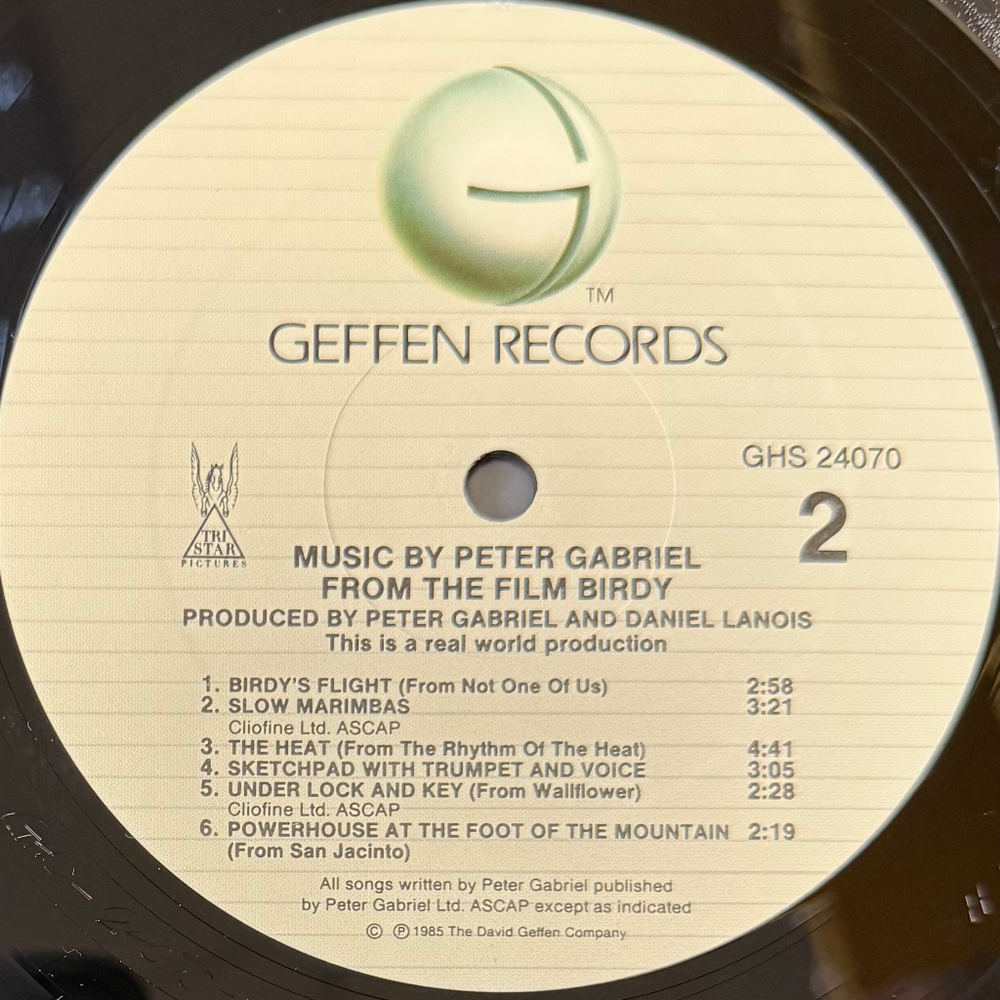 TM
GEFFEN RECORDS
GHS 24070
2
TRI
STAR
PICTURES
MUSIC BY PETER GABRIEL
FROM THE FILM BIRDY
PRODUCED BY PETER GABRIEL AND DANIEL LANOIS
This is a real world production
1. BIRDY'S FLIGHT (From Not One Of Us) 2:58
2. SLOW MARIMBAS 3:21
Cliofine Ltd. ASCAP
3. THE HEAT (From The Rhythm Of The Heat) 4:41
4. SKETCHPAD WITH TRUMPET AND VOICE 3:05
5. UNDER LOCK AND KEY (From Wallflower) 2:28
Cliofine Ltd. ASCAP
6. POWERHOUSE AT THE FOOT OF THE MOUNTAIN 2:19
(From San Jacinto)
All songs written by Peter Gabriel published
by Peter Gabriel Ltd. ASCAP except as indicated
© ℗ 1985 The David Geffen Company